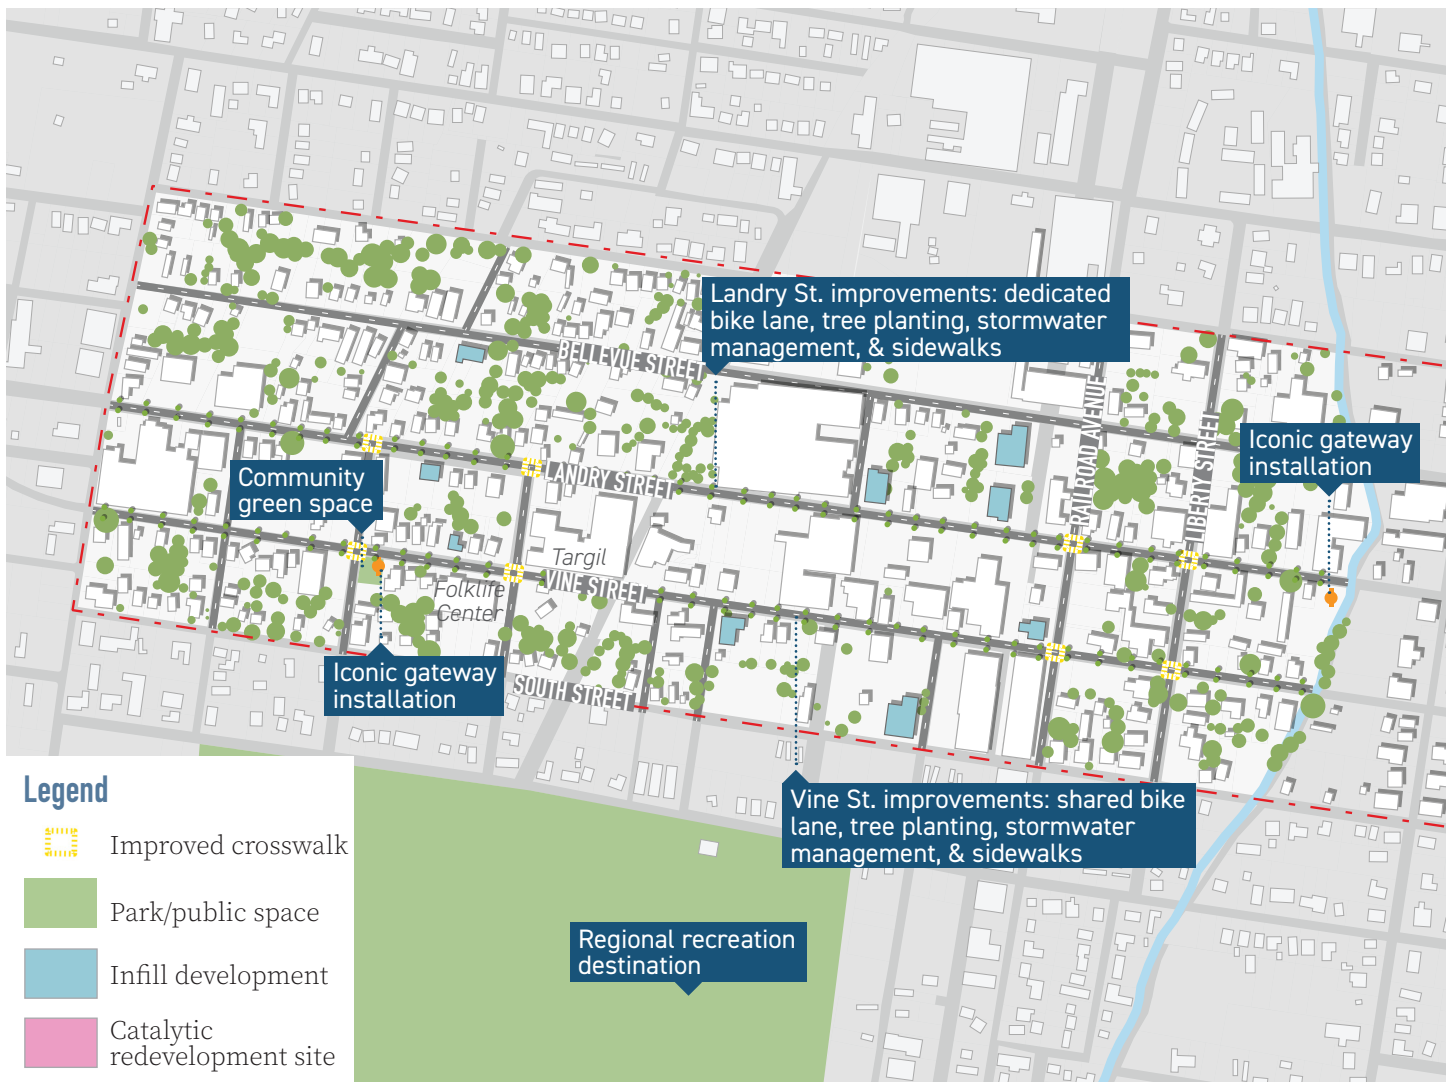 Landry St. improvements: dedicated
bike lane, tree planting, stormwater
management, & sidewalks
BELLEVUE STREET
RAILROAD AVENUE
LIBERTY STREET
Iconic gateway
installation
Community
green space
LANDRY STREET
Targil
VINE STREET
Folklife
Center
Iconic gateway
installation
SOUTH STREET
Vine St. improvements: shared bike
lane, tree planting, stormwater
management, & sidewalks
Regional recreation
destination
Legend
Improved crosswalk
Park/public space
Infill development
Catalytic
redevelopment site